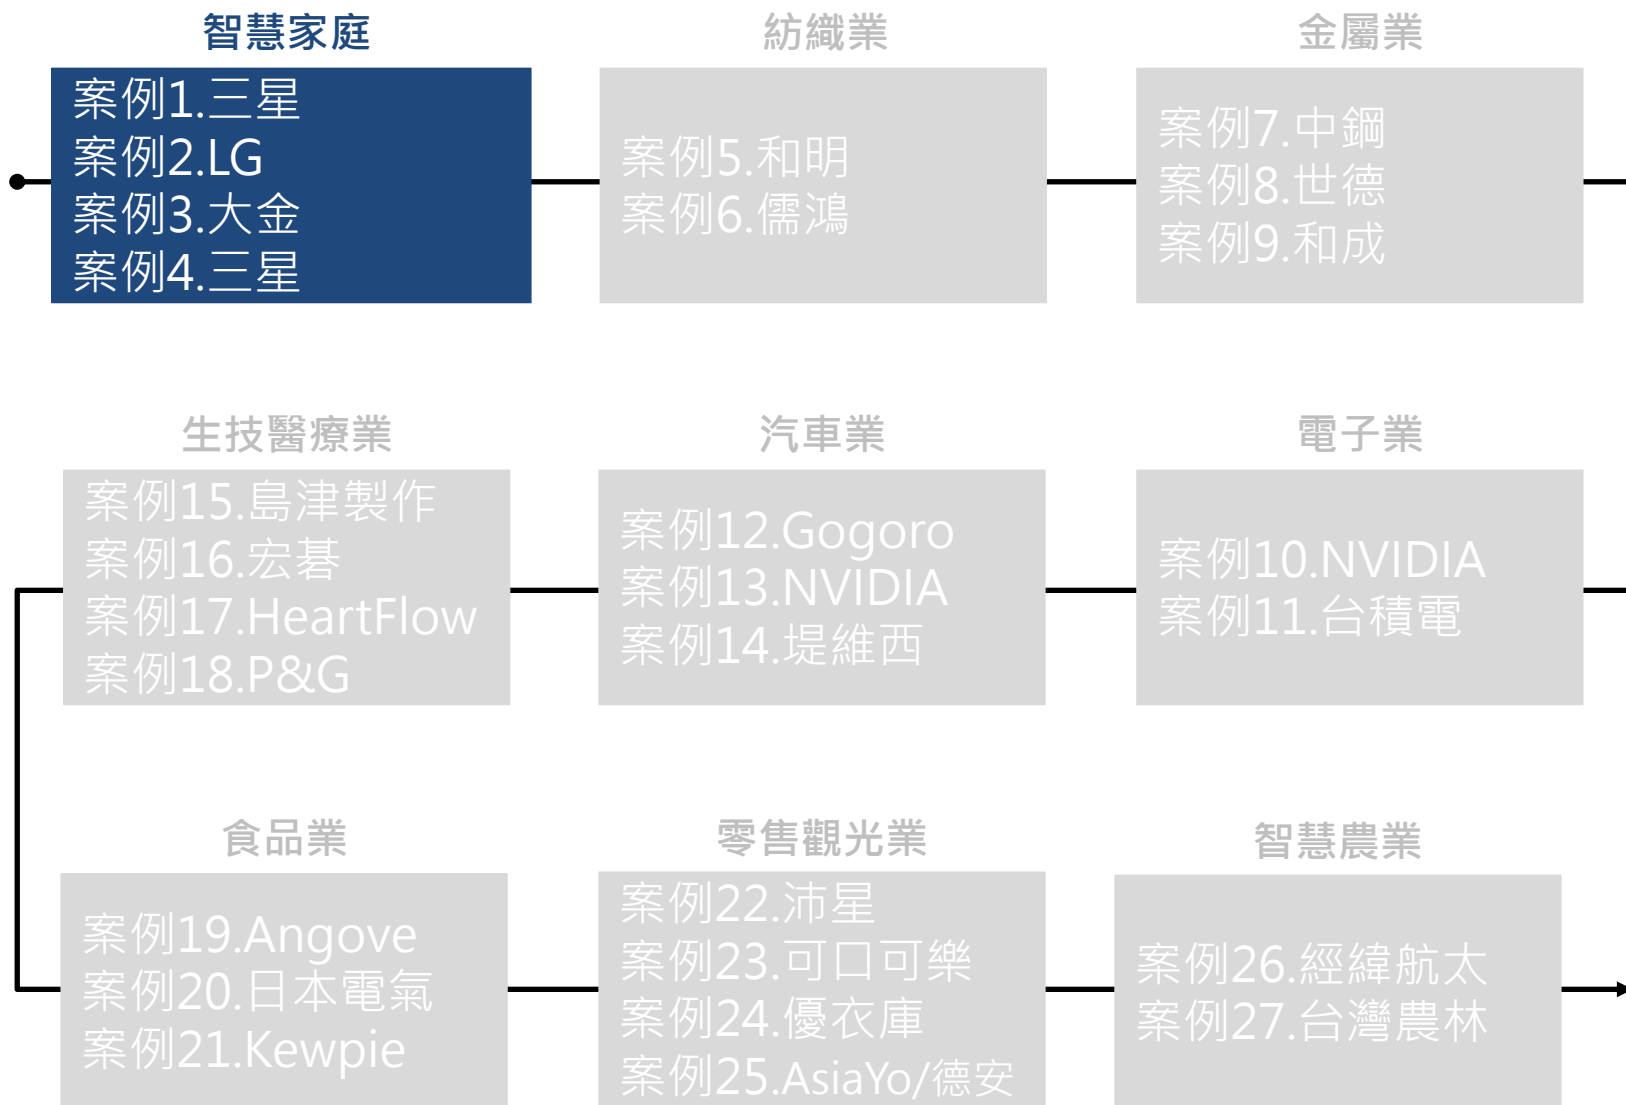 智慧家庭
案例1.三星
案例2.LG
案例3.大金
案例4.三星
紡織業
案例5.和明
案例6.儒鴻
金屬業
案例7.中鋼
案例8.世德
案例9.和成
生技醫療業
案例15.島津製作
案例16.宏碁
案例17.HeartFlow
案例18.P&G
汽車業
案例12.Gogoro
案例13.NVIDIA
案例14.堤維西
電子業
案例10.NVIDIA
案例11.台積電
食品業
案例19.Angove
案例20.日本電氣
案例21.Kewpie
零售觀光業
案例22.沛星
案例23.可口可樂
案例24.優衣庫
案例25.AsiaYo/德安
智慧農業
案例26.經緯航太
案例27.台灣農林